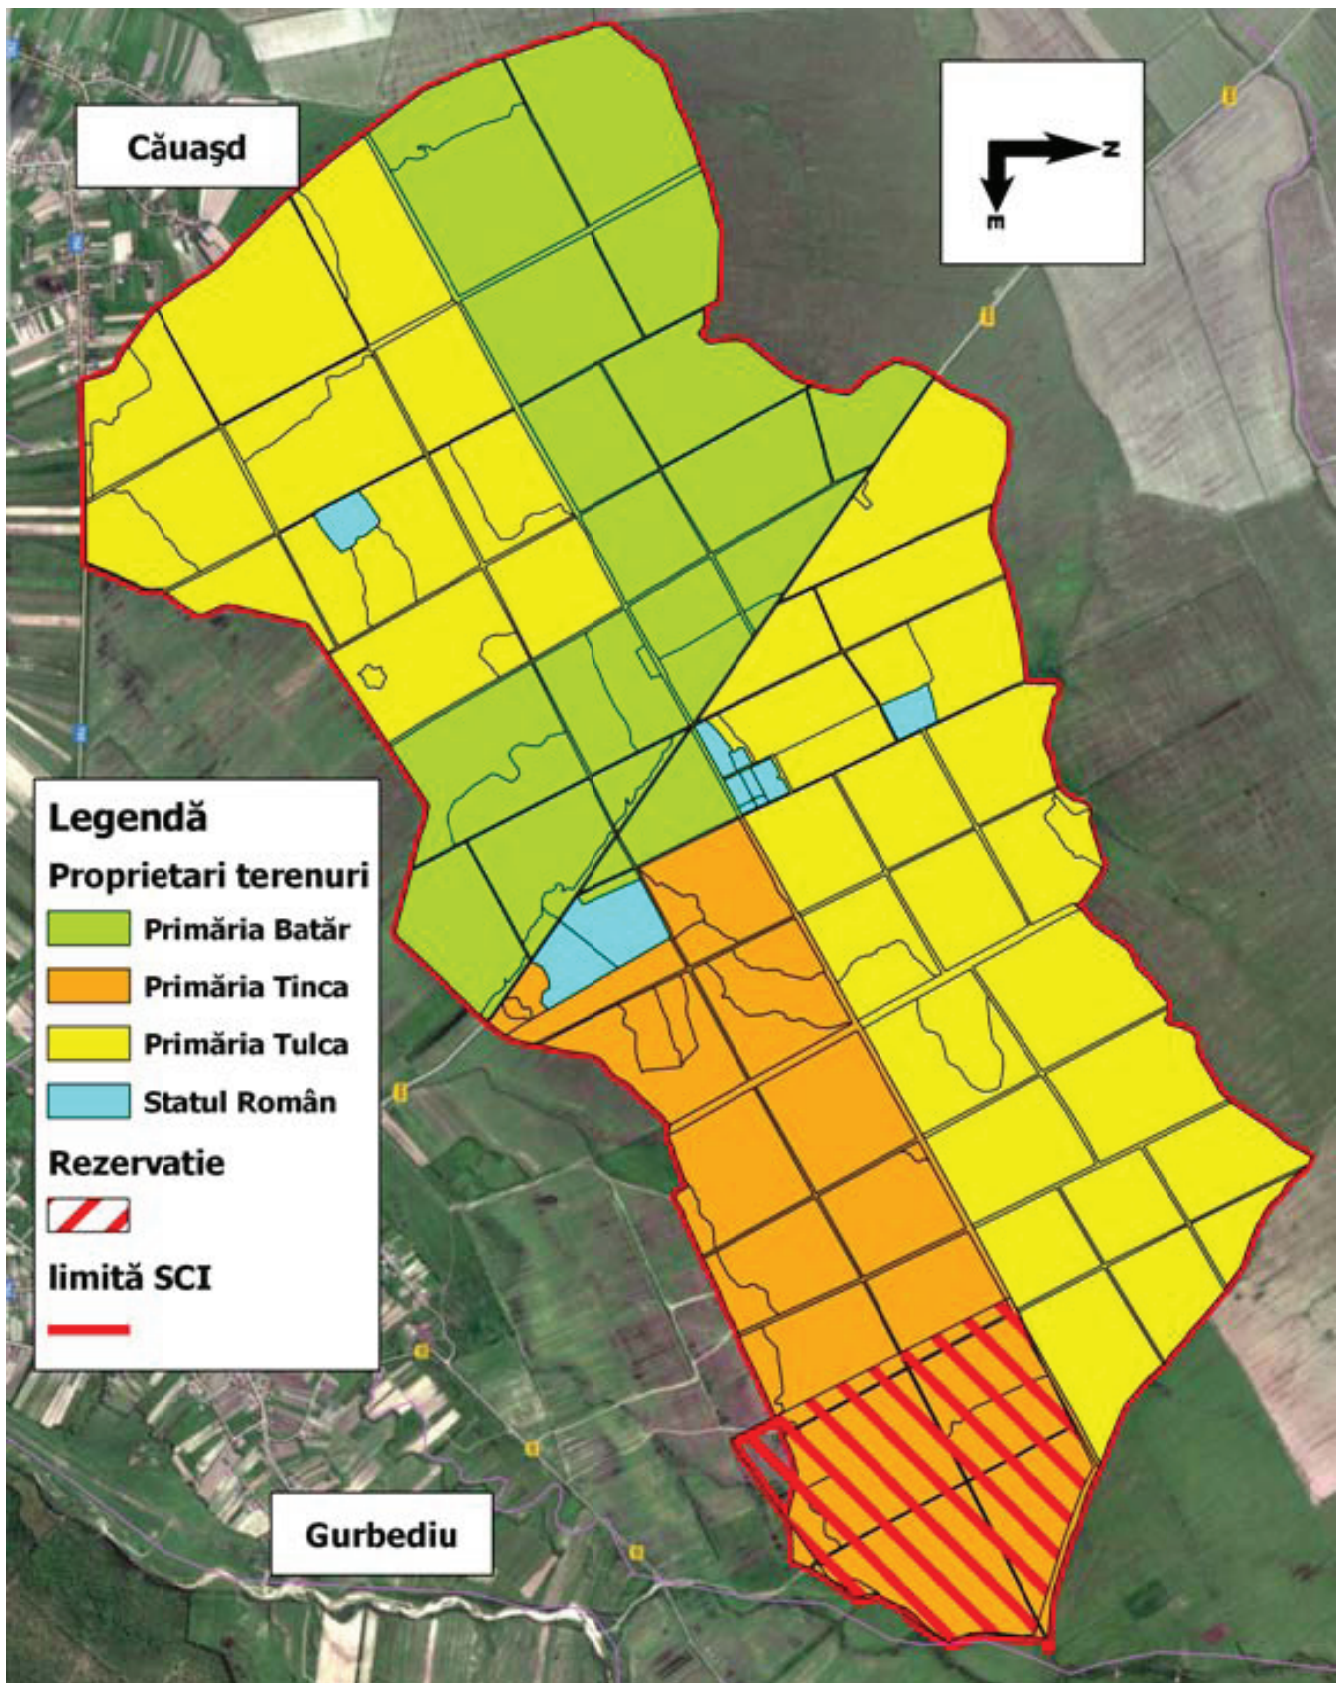 Căuaşd
N
E
Legendă
Proprietari terenuri
Primăria Batăr
Primăria Tinca
Primăria Tulca
Statul Român
Rezervatie
limită SCI
Gurbediu